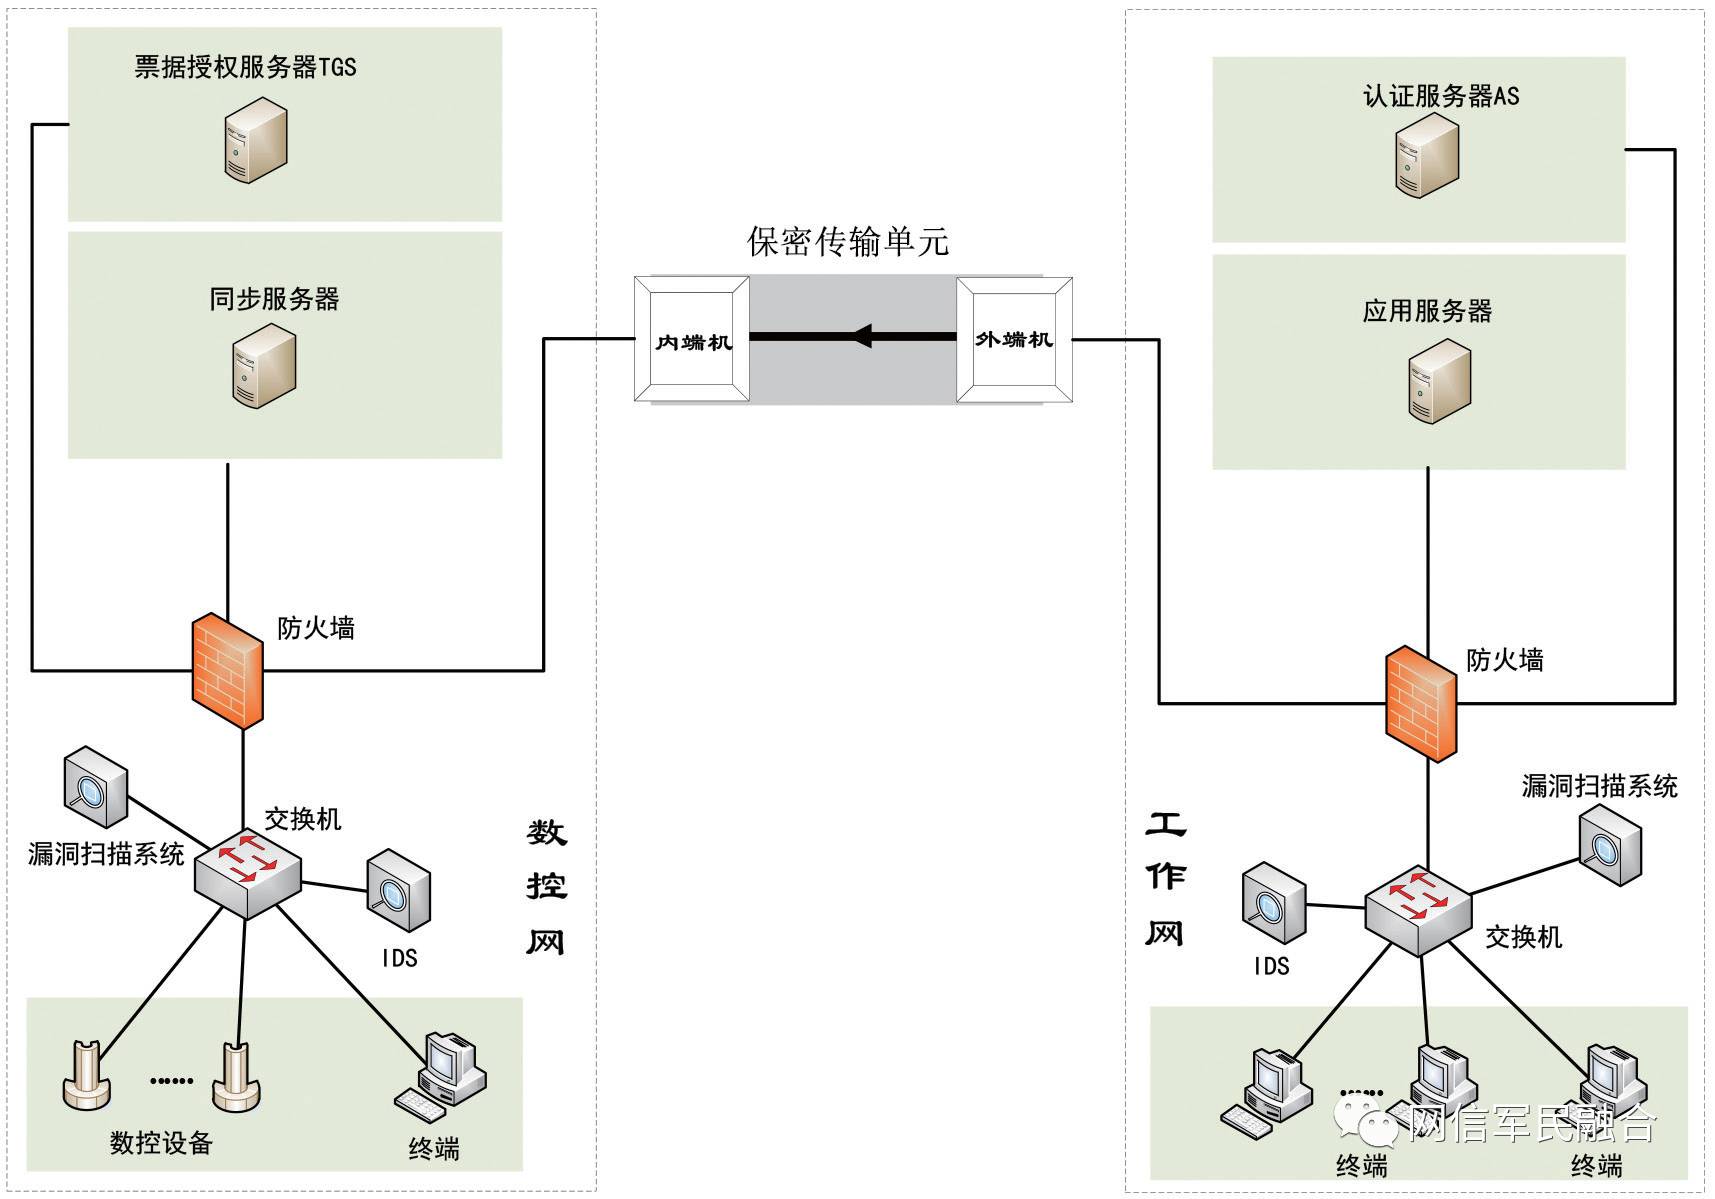 票据授权服务器TGS
同步服务器
防火墙
漏洞扫描系统
交换机
IDS
数控网
数控设备
......
终端
保密传输单元
内端机
外端机
认证服务器AS
应用服务器
防火墙
漏洞扫描系统
工作网
IDS
交换机
......
终端
终端
网信军民融合